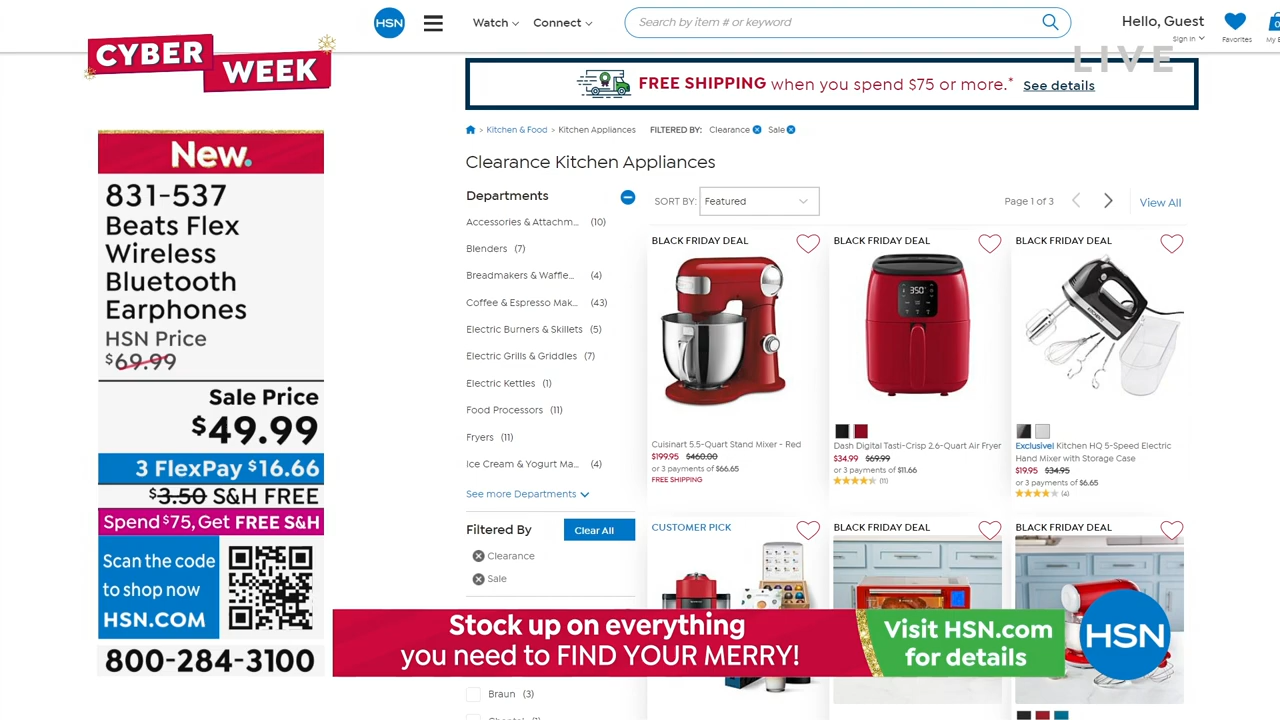 HSN
Watch
Connect
Search by item # or keyword
Hello, Guest
Sign In
Favorites
0
LIVE
CYBER
WEEK
FREE SHIPPING when you spend $75 or more.* See details
> Kitchen & Food > Kitchen Appliances FILTERED BY: Clearance Sale
Clearance Kitchen Appliances
New.
831-537
Beats Flex
Wireless
Bluetooth
Earphones
HSN Price
$69.99
Sale Price
$49.99
3 FlexPay $16.66
$3.50 S&H FREE
Spend $75, Get FREE S&H
Scan the code
to shop now
HSN.COM
800-284-3100
Departments
Accessories & Attachm... (10)
Blenders (7)
Breadmakers & Waffle... (4)
Coffee & Espresso Mak... (43)
Electric Burners & Skillets (5)
Electric Grills & Griddles (7)
Electric Kettles (1)
Food Processors (11)
Fryers (11)
Ice Cream & Yogurt Ma... (4)
See more Departments
Filtered By
Clear All
Clearance
Sale
Braun (3)
SORT BY: Featured
Page 1 of 3
View All
BLACK FRIDAY DEAL
Cuisinart 5.5-Quart Stand Mixer - Red
$199.95 $460.00
or 3 payments of $66.65
FREE SHIPPING
BLACK FRIDAY DEAL
350°
Dash Digital Tasti-Crisp 2.6-Quart Air Fryer
$34.99 $69.99
or 3 payments of $11.66
(11)
BLACK FRIDAY DEAL
Exclusive! Kitchen HQ 5-Speed Electric
Hand Mixer with Storage Case
$19.95 $34.95
or 3 payments of $6.65
(4)
CUSTOMER PICK
BLACK FRIDAY DEAL
BLACK FRIDAY DEAL
Stock up on everything
you need to FIND YOUR MERRY!
Visit HSN.com
for details
HSN